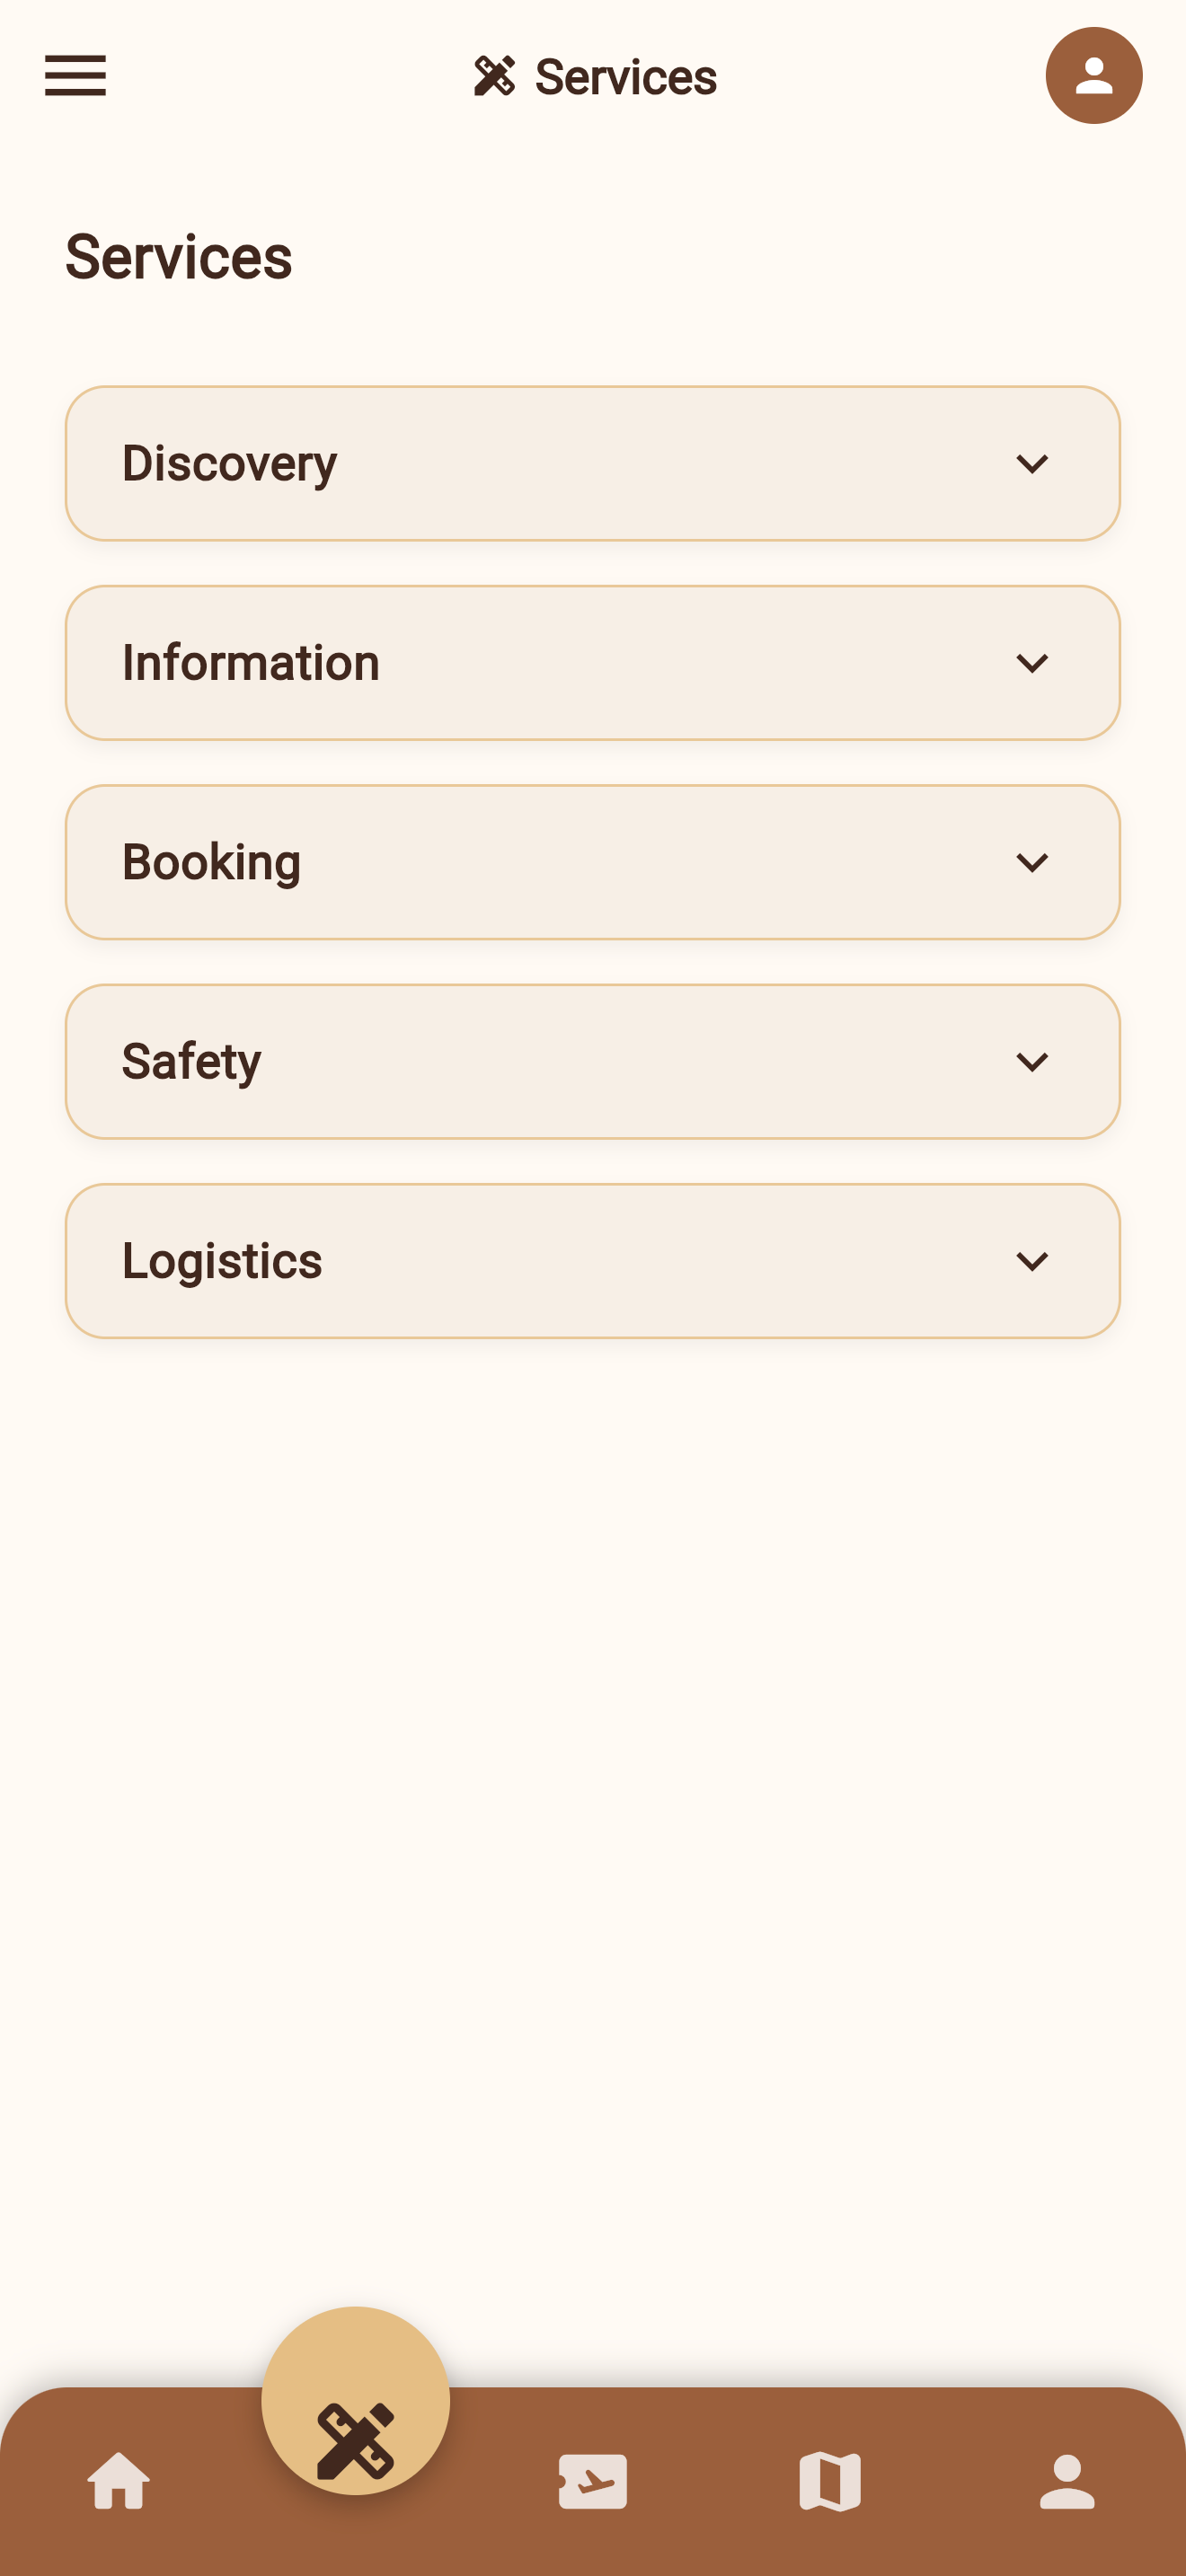 Services
Services
Discovery
Information
Booking
Safety
Logistics